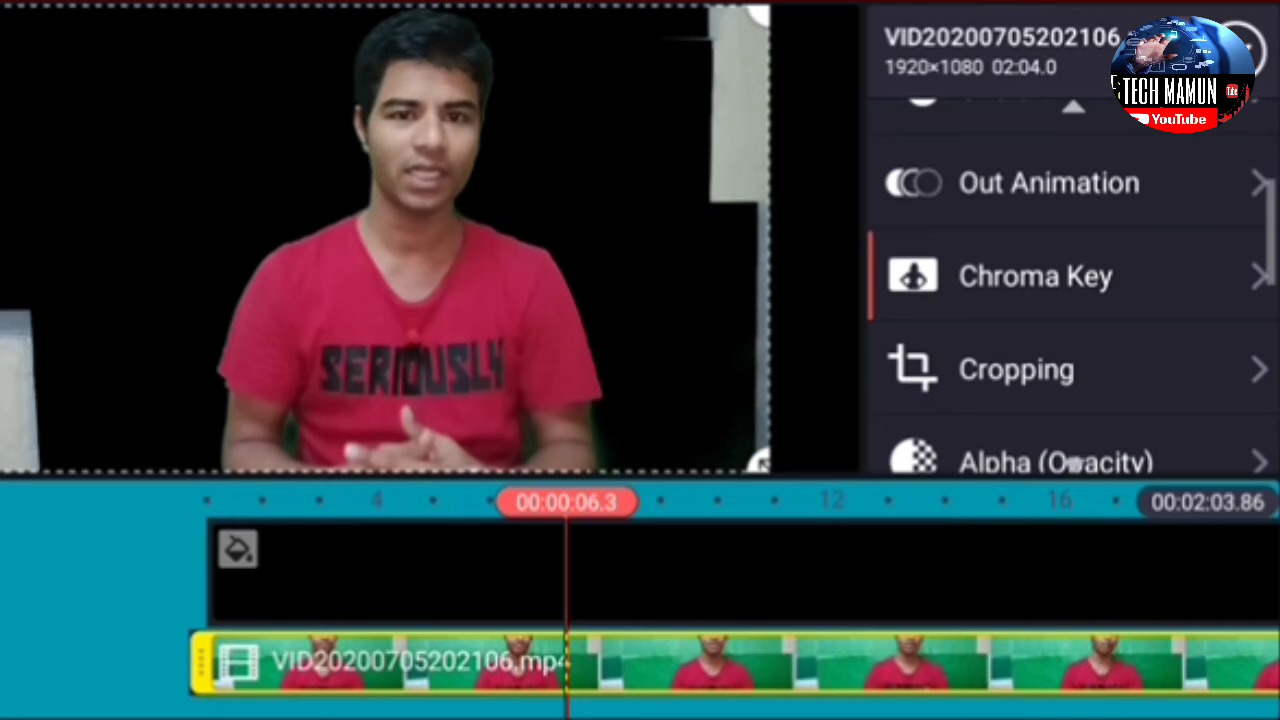 VID20200705202106
1920×1080 02:04.0
TECH MAMUN
YouTube
Out Animation
Chroma Key
Cropping
Alpha (Opacity)
SERIOUSLY
4
00:00:06.3
12
16
00:02:03.86
VID20200705202106.mp4